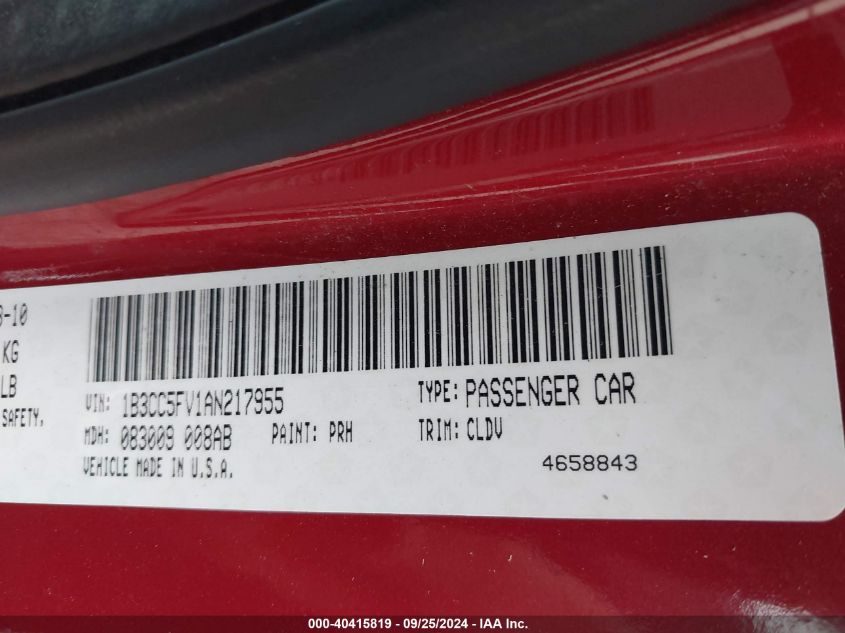 3-10
KG
LB
SAFETY,
VIN: 1B3CC5FV1AN217955 TYPE: PASSENGER CAR
MDH: 083009 008AB PAINT: PRH TRIM: CLDV
VEHICLE MADE IN U.S.A.
4658843
000-40415819 - 09/25/2024 - IAA Inc.